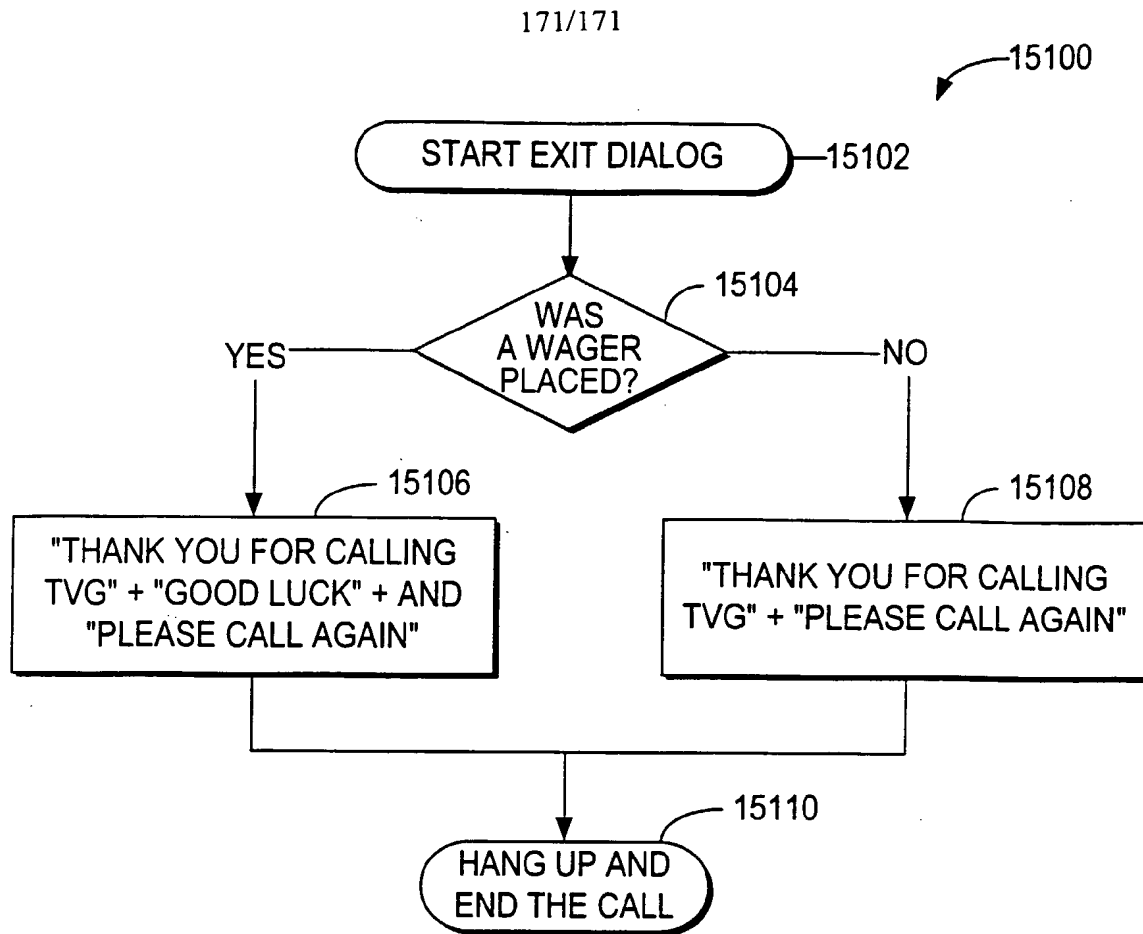 171/171
15100
START EXIT DIALOG
15102
15104
WAS
A WAGER
PLACED?
YES
NO
15106
15108
"THANK YOU FOR CALLING
TVG" + "GOOD LUCK" + AND
"PLEASE CALL AGAIN"
"THANK YOU FOR CALLING
TVG" + "PLEASE CALL AGAIN"
15110
HANG UP AND
END THE CALL